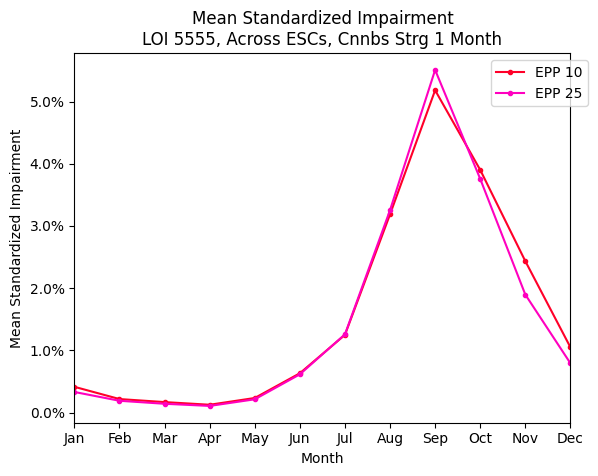 Mean Standardized Impairment
LOI 5555, Across ESCs, Cnnbs Strg 1 Month
EPP 10
EPP 25
Mean Standardized Impairment
5.0%
4.0%
3.0%
2.0%
1.0%
0.0%
Jan Feb Mar Apr May Jun Jul Aug Sep Oct Nov Dec
Month